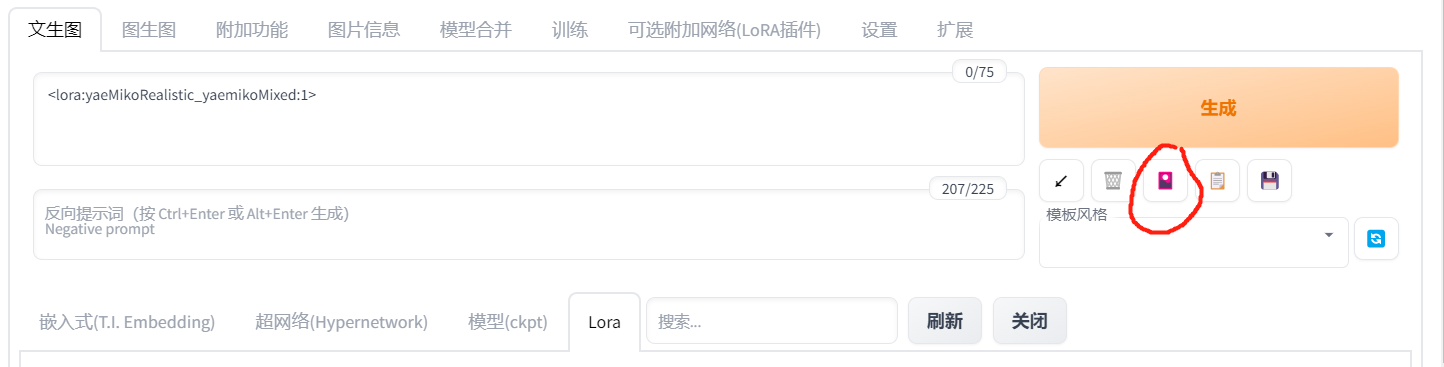 文生图 图生图 附加功能 图片信息 模型合并 训练 可选附加网络(LoRA插件) 设置 扩展
0/75
<lora:yaeMikoRealistic_yaemikoMixed:1>
生成
207/225
反向提示词（按 Ctrl+Enter 或 Alt+Enter 生成）
Negative prompt
模板风格
嵌入式(T.I. Embedding) 超网络(Hypernetwork) 模型(ckpt) Lora 搜索... 刷新 关闭